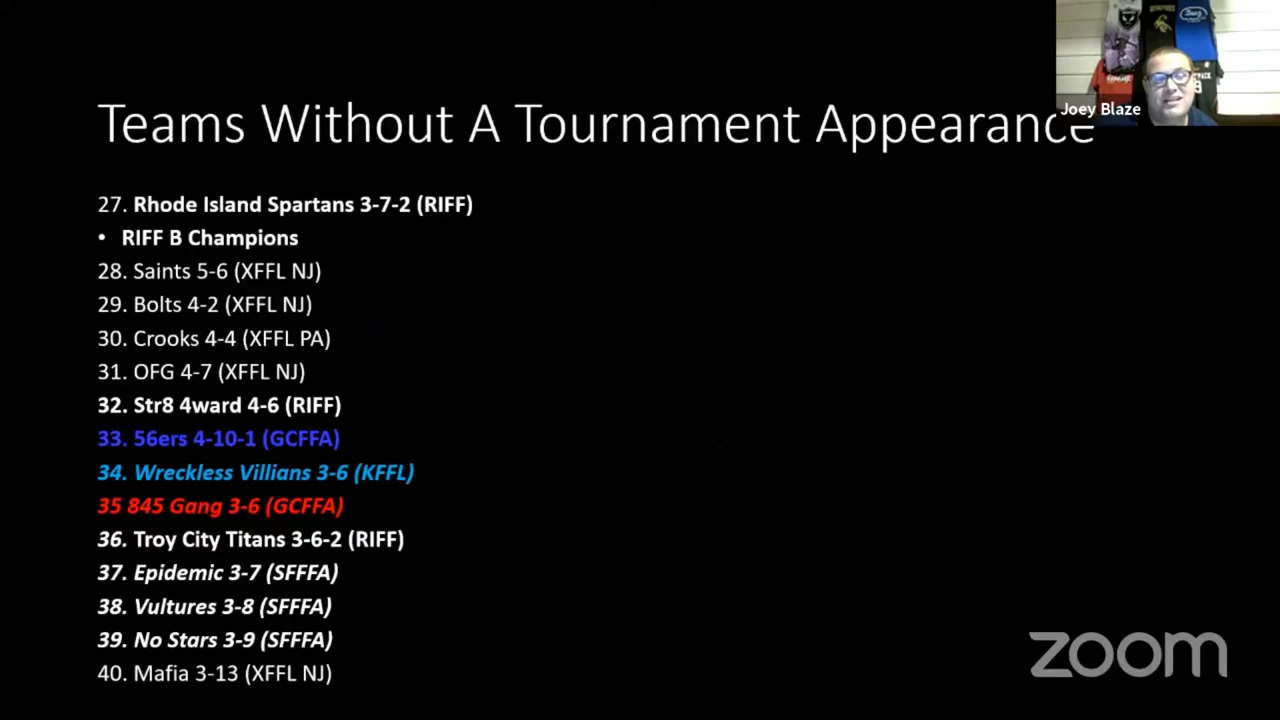 Teams Without A Tournament Appearance
Joey Blaze
27. Rhode Island Spartans 3-7-2 (RIFF)
• RIFF B Champions
28. Saints 5-6 (XFFL NJ)
29. Bolts 4-2 (XFFL NJ)
30. Crooks 4-4 (XFFL PA)
31. OFG 4-7 (XFFL NJ)
32. Str8 4ward 4-6 (RIFF)
33. 56ers 4-10-1 (GCFFA)
34. Wreckless Villians 3-6 (KFFL)
35 845 Gang 3-6 (GCFFA)
36. Troy City Titans 3-6-2 (RIFF)
37. Epidemic 3-7 (SFFFA)
38. Vultures 3-8 (SFFFA)
39. No Stars 3-9 (SFFFA)
40. Mafia 3-13 (XFFL NJ)
zoom